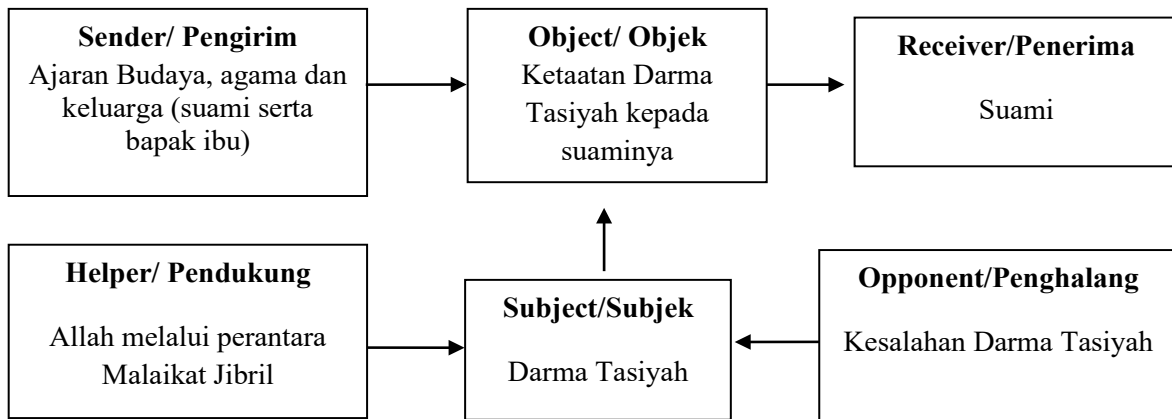 Sender/ Pengirim
Ajaran Budaya, agama dan
keluarga (suami serta
bapak ibu)
Object/ Objek
Ketaatan Darma
Tasiyah kepada
suaminya
Receiver/Penerima
Suami
Helper/ Pendukung
Allah melalui perantara
Malaikat Jibril
Subject/Subjek
Darma Tasiyah
Opponent/Penghalang
Kesalahan Darma Tasiyah